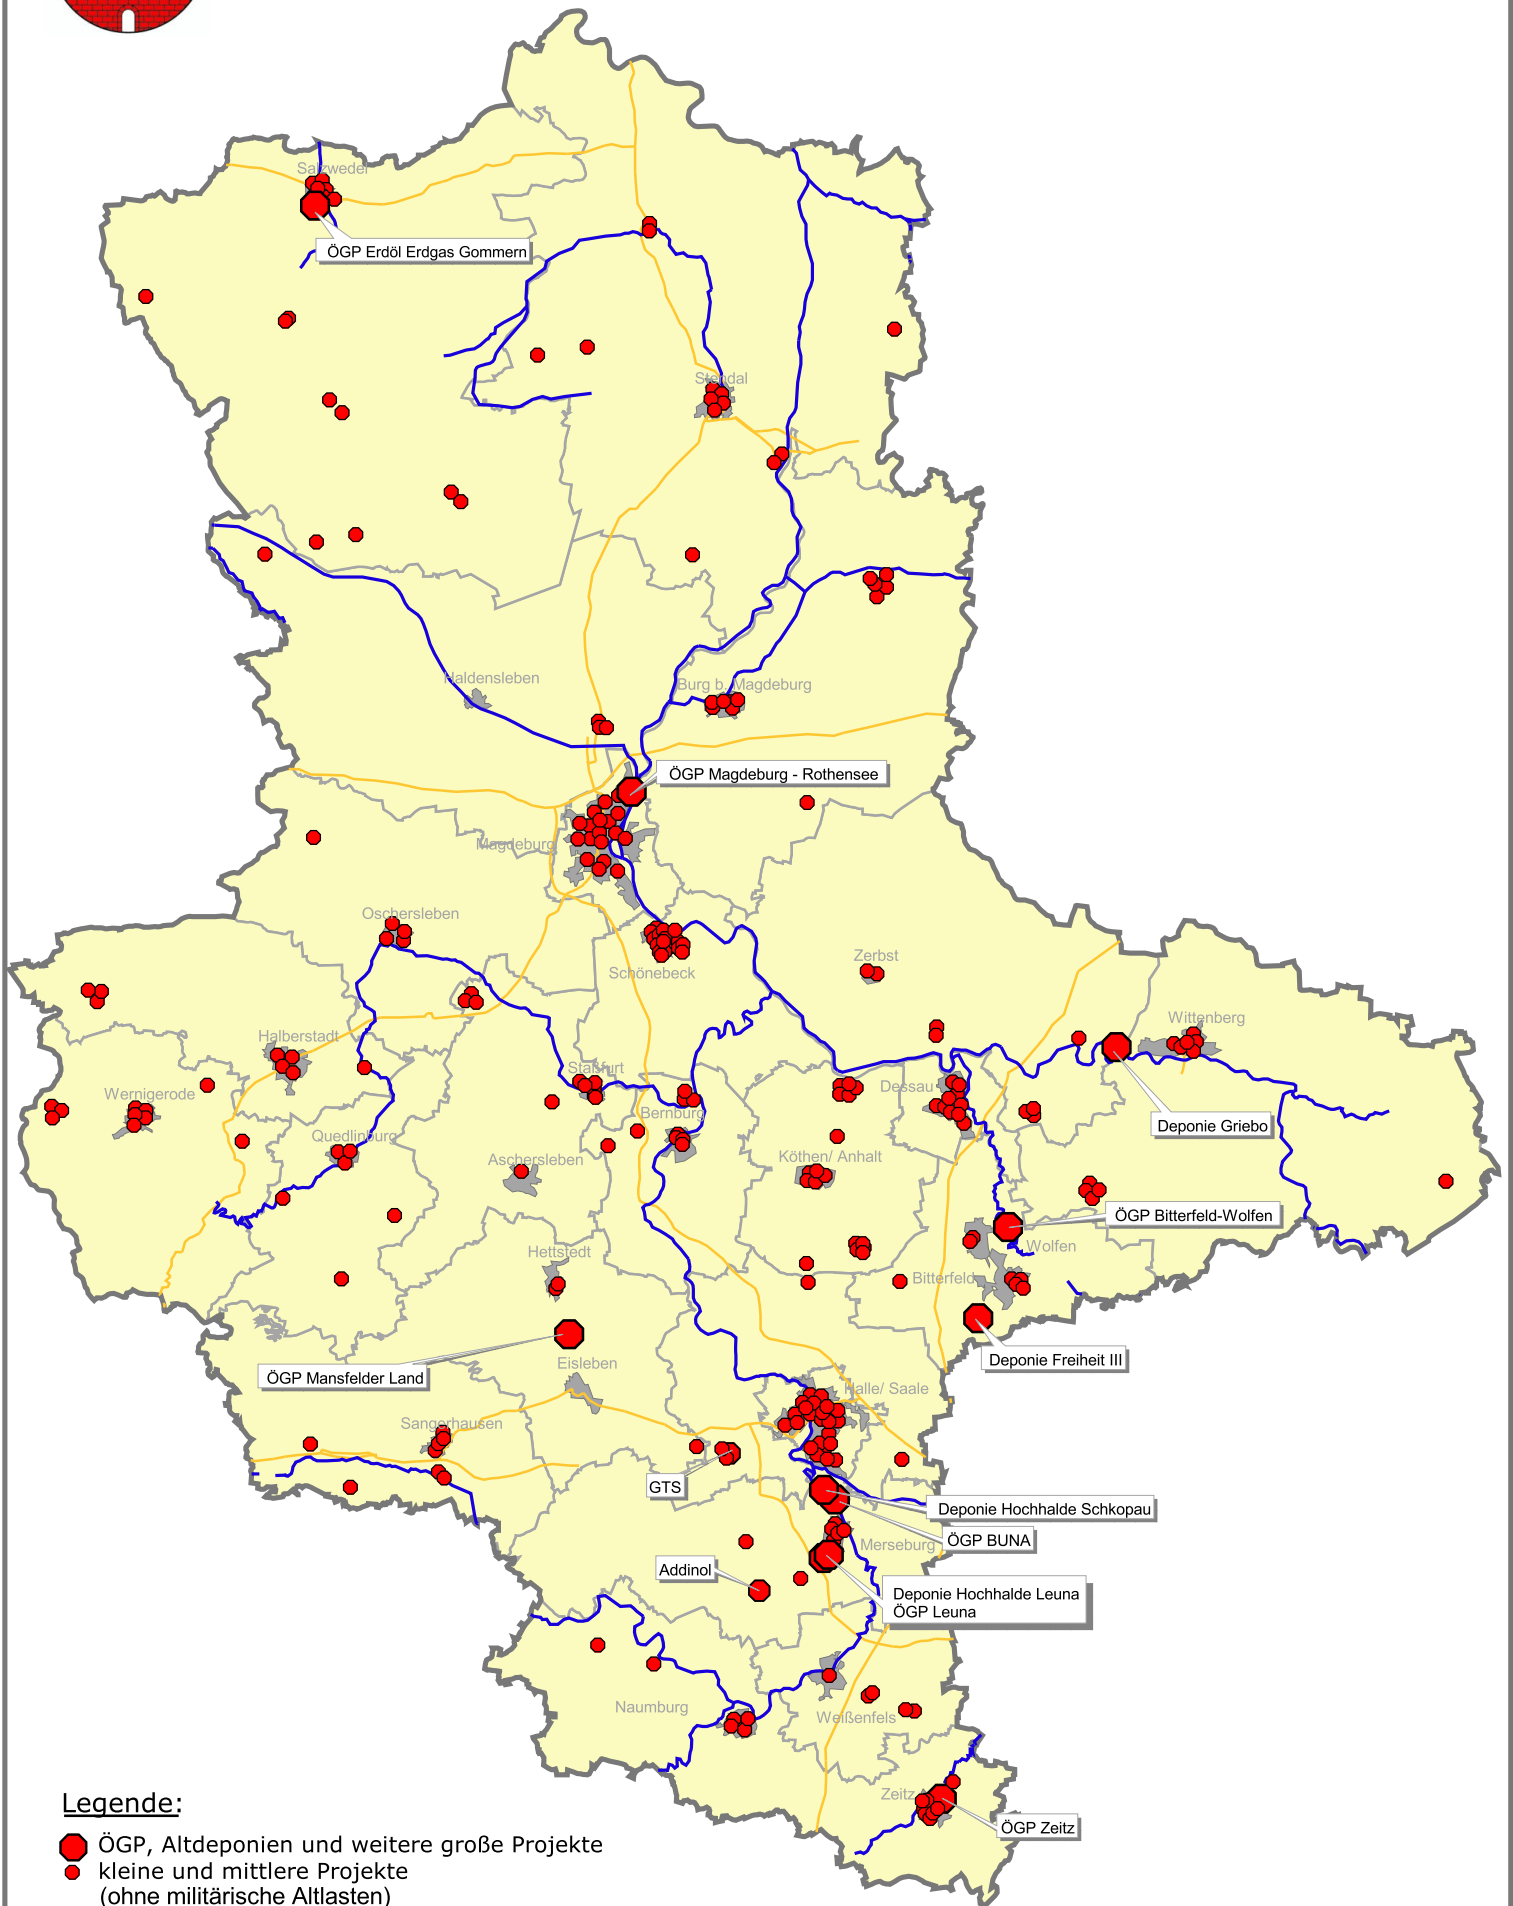 Salzwedel
ÖGP Erdöl Erdgas Gommern
Stendal
Haldensleben
Burg b. Magdeburg
ÖGP Magdeburg - Rothensee
Magdeburg
Oschersleben
Schönebeck
Zerbst
Wittenberg
Halberstadt
Staßfurt
Dessau
Wernigerode
Bernburg
Deponie Griebo
Quedlinburg
Aschersleben
Köthen/ Anhalt
ÖGP Bitterfeld-Wolfen
Hettstedt
Wolfen
Bitterfeld
Deponie Freiheit III
Eisleben
ÖGP Mansfelder Land
Halle/ Saale
Sangerhausen
GTS
Deponie Hochhalde Schkopau
ÖGP BUNA
Merseburg
Addinol
Deponie Hochhalde Leuna
ÖGP Leuna
Naumburg
Weißenfels
Zeitz
ÖGP Zeitz
Legende:
ÖGP, Altdeponien und weitere große Projekte
kleine und mittlere Projekte
(ohne militärische Altlasten)